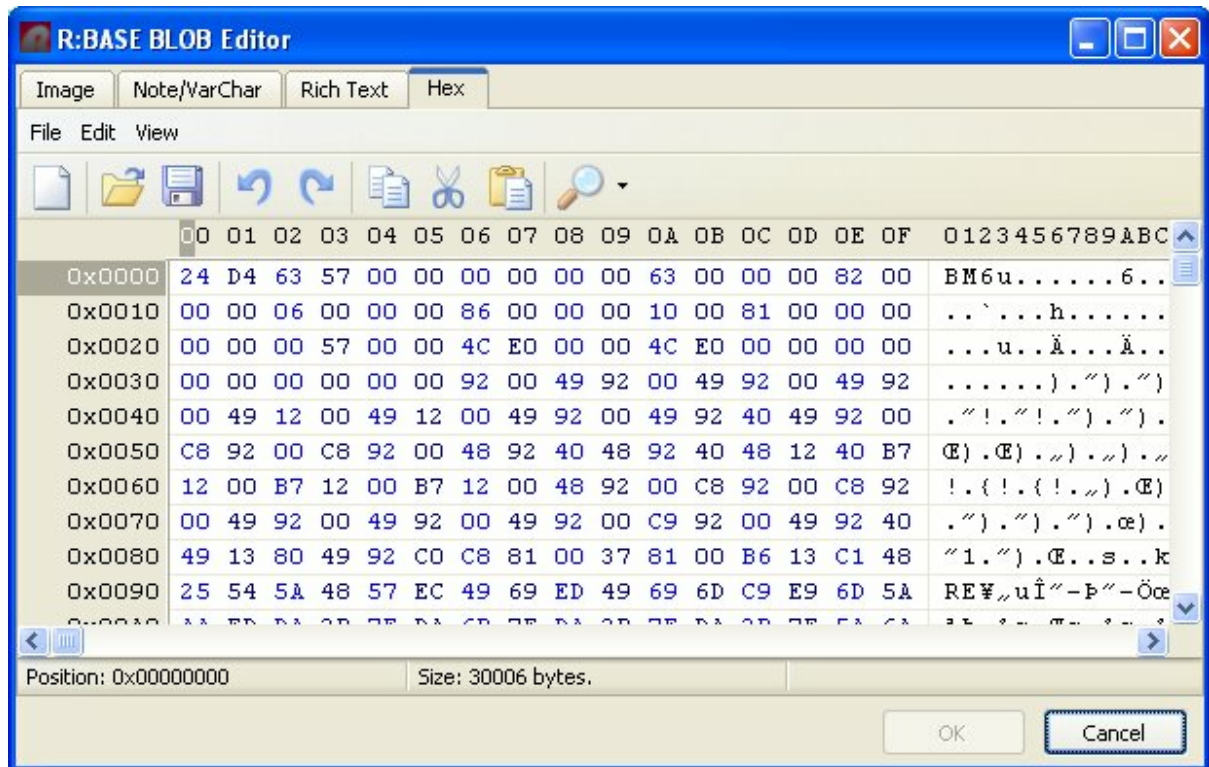 R:BASE BLOB Editor
Image Note/VarChar Rich Text Hex
File Edit View
00 01 02 03 04 05 06 07 08 09 0A 0B 0C 0D 0E 0F 0123456789ABC
0x0000 24 D4 63 57 00 00 00 00 00 00 63 00 00 00 82 00 BM6u......6..
0x0010 00 00 06 00 00 00 86 00 00 00 10 00 81 00 00 00 ..`...h......
0x0020 00 00 00 57 00 00 4C E0 00 00 4C E0 00 00 00 00 ...u..Ä...Ä..
0x0030 00 00 00 00 00 00 92 00 49 92 00 49 92 00 49 92 ......).″).″)
0x0040 00 49 12 00 49 12 00 49 92 00 49 92 40 49 92 00 .″!.″!.″).″).
0x0050 C8 92 00 C8 92 00 48 92 40 48 92 40 48 12 40 B7 Œ).Œ).„).„).„
0x0060 12 00 B7 12 00 B7 12 00 48 92 00 C8 92 00 C8 92 !.{!.{!.„).Œ)
0x0070 00 49 92 00 49 92 00 49 92 00 C9 92 00 49 92 40 .″).″).″).œ).
0x0080 49 13 80 49 92 C0 C8 81 00 37 81 00 B6 13 C1 48 ″1.″).Œ..s..k
0x0090 25 54 5A 48 57 EC 49 69 ED 49 69 6D C9 E9 6D 5A RE¥„uÎ″–Þ″–Öœ
Position: 0x00000000 Size: 30006 bytes.
OK Cancel